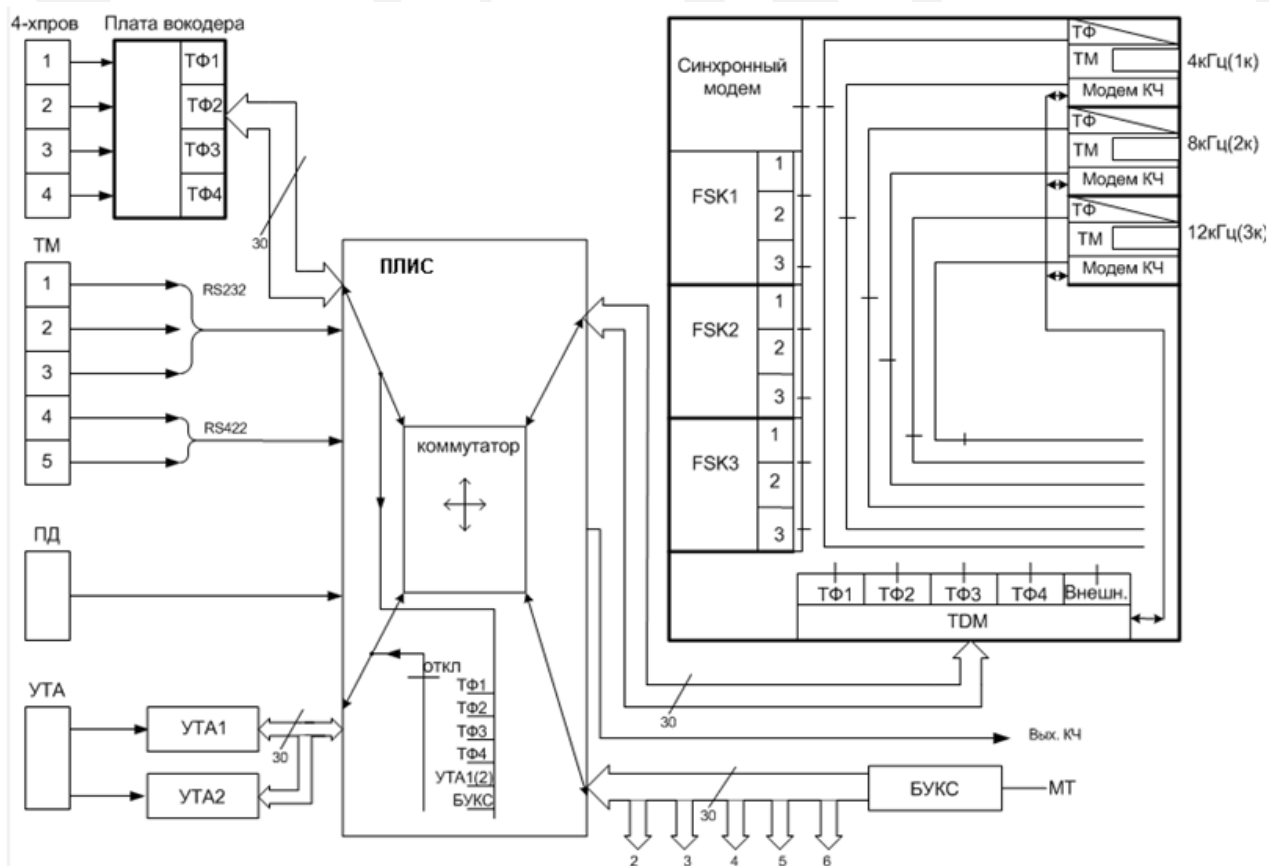 4-хпров
Плата вокодера
1
2
3
4
ТФ1
ТФ2
ТФ3
ТФ4
30
ТМ
1
2
3
4
5
RS232
RS422
ПД
УТА
УТА1
УТА2
30
ПЛИС
коммутатор
откл
ТФ1
ТФ2
ТФ3
ТФ4
УТА1(2)
БУКС
Синхронный
модем
FSK1
1
2
3
FSK2
1
2
3
FSK3
1
2
3
ТФ
ТМ
Модем КЧ
4кГц(1к)
ТФ
ТМ
Модем КЧ
8кГц(2к)
ТФ
ТМ
Модем КЧ
12кГц(3к)
ТФ1
ТФ2
ТФ3
ТФ4
Внешн.
TDM
30
Вых. КЧ
30
БУКС
МТ
2
3
4
5
6